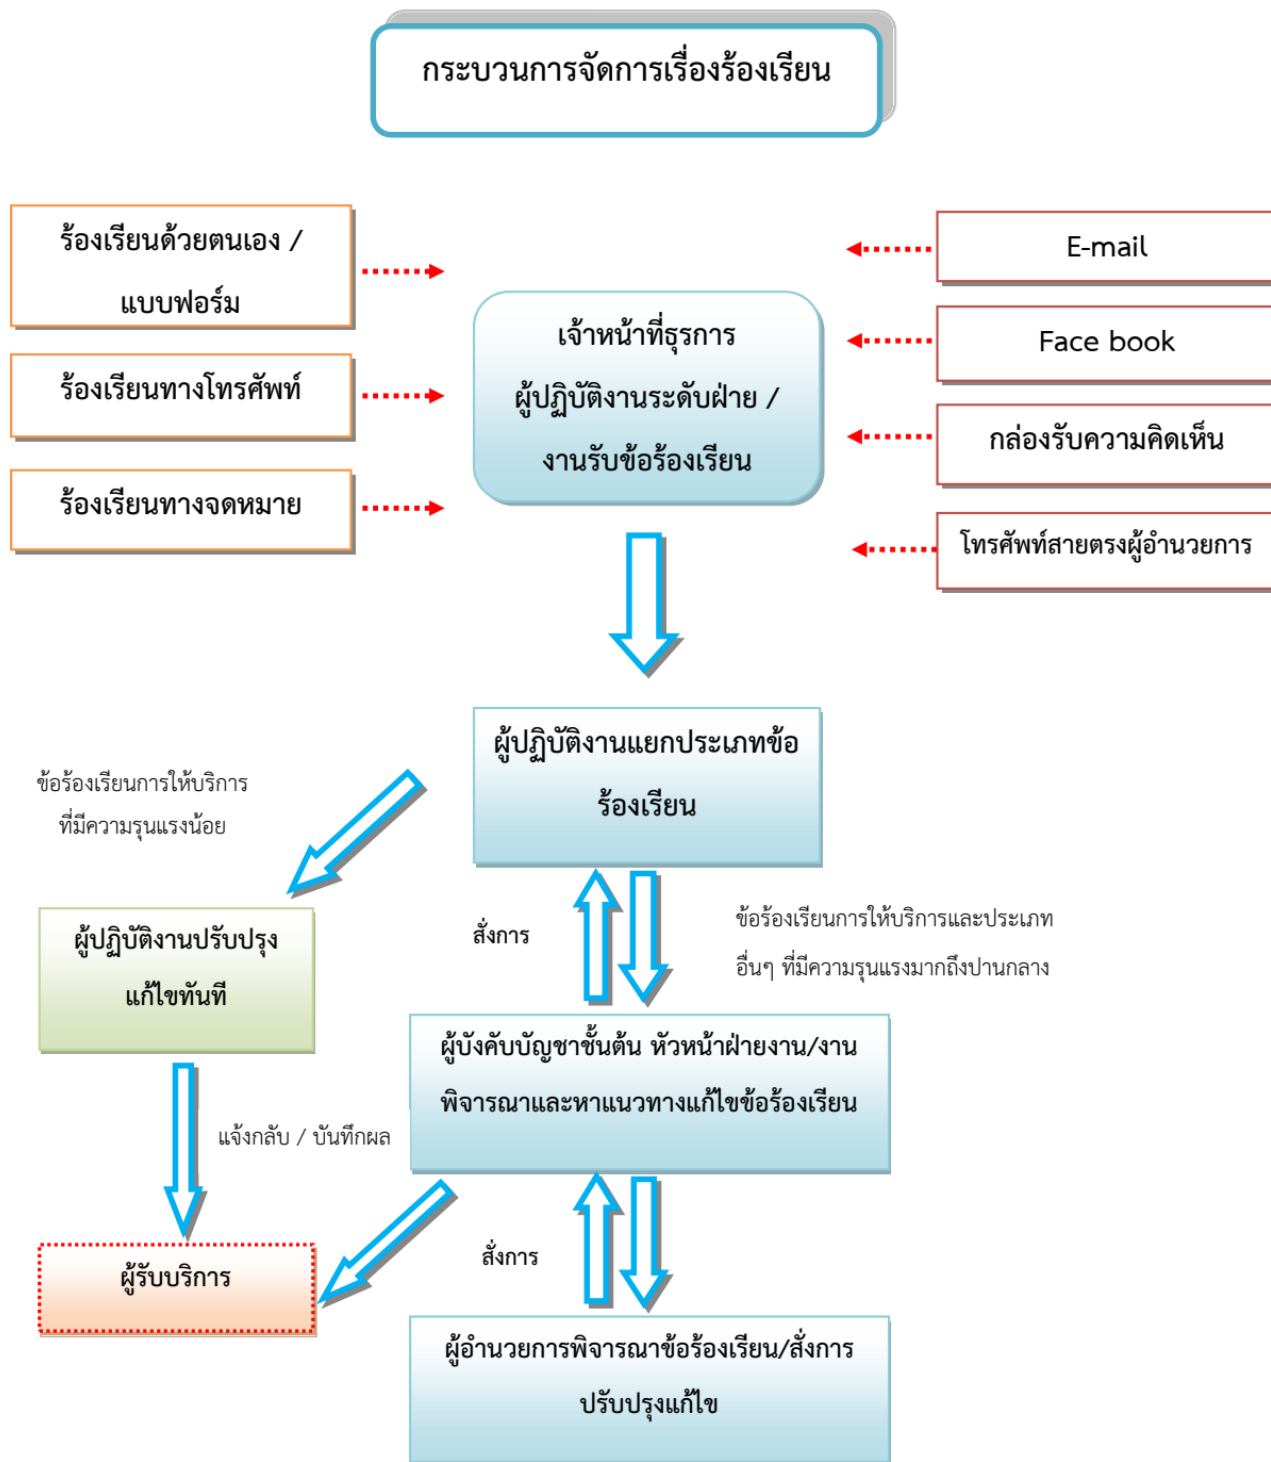 กระบวนการจัดการเรื่องร้องเรียน
ร้องเรียนด้วยตนเอง /
แบบฟอร์ม
ร้องเรียนทางโทรศัพท์
ร้องเรียนทางจดหมาย
เจ้าหน้าที่ธุรการ
ผู้ปฏิบัติงานระดับฝ่าย /
งานรับข้อร้องเรียน
E-mail
Face book
กล่องรับความคิดเห็น
โทรศัพท์สายตรงผู้อำนวยการ
ผู้ปฏิบัติงานแยกประเภทข้อ
ร้องเรียน
ข้อร้องเรียนการให้บริการ
ที่มีความรุนแรงน้อย
สั่งการ
ข้อร้องเรียนการให้บริการและประเภท
อื่นๆ ที่มีความรุนแรงมากถึงปานกลาง
ผู้ปฏิบัติงานปรับปรุง
แก้ไขทันที
ผู้บังคับบัญชาชั้นต้น หัวหน้าฝ่ายงาน/งาน
พิจารณาและหาแนวทางแก้ไขข้อร้องเรียน
แจ้งกลับ / บันทึกผล
สั่งการ
ผู้รับบริการ
ผู้อำนวยการพิจารณาข้อร้องเรียน/สั่งการ
ปรับปรุงแก้ไข